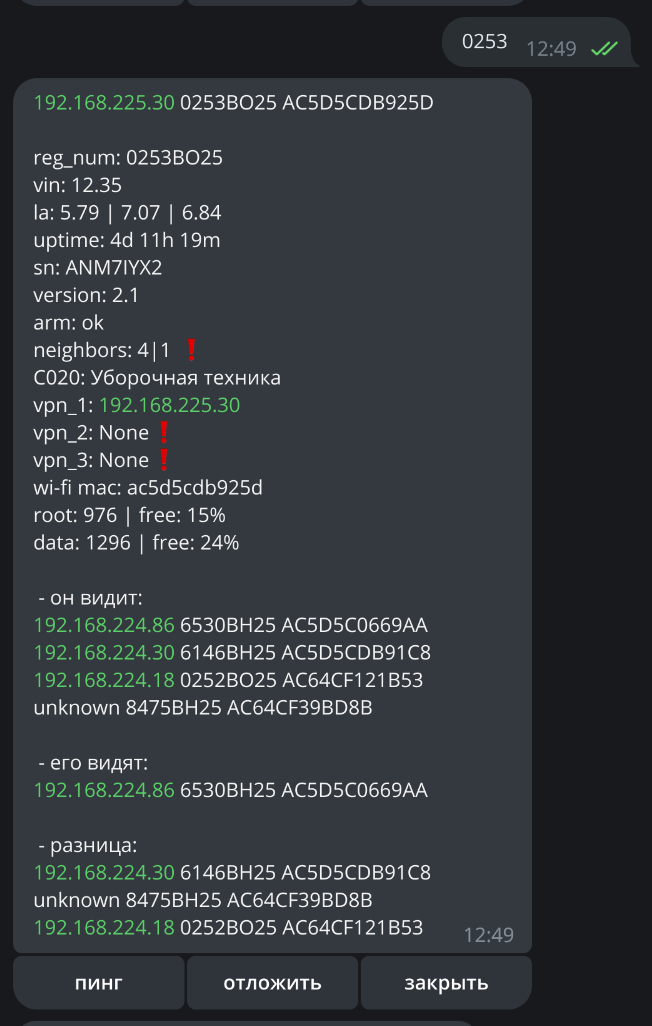 0253 12:49
192.168.225.30 0253BO25 AC5D5CDB925D
reg_num: 0253BO25
vin: 12.35
la: 5.79 | 7.07 | 6.84
uptime: 4d 11h 19m
sn: ANM7IYX2
version: 2.1
arm: ok
neighbors: 4|1 ❗
C020: Уборочная техника
vpn_1: 192.168.225.30
vpn_2: None❗
vpn_3: None❗
wi-fi mac: ac5d5cdb925d
root: 976 | free: 15%
data: 1296 | free: 24%
- он видит:
192.168.224.86 6530BH25 AC5D5C0669AA
192.168.224.30 6146BH25 AC5D5CDB91C8
192.168.224.18 0252BO25 AC64CF121B53
unknown 8475BH25 AC64CF39BD8B
- его видят:
192.168.224.86 6530BH25 AC5D5C0669AA
- разница:
192.168.224.30 6146BH25 AC5D5CDB91C8
unknown 8475BH25 AC64CF39BD8B
192.168.224.18 0252BO25 AC64CF121B53
12:49
пинг отложить закрыть